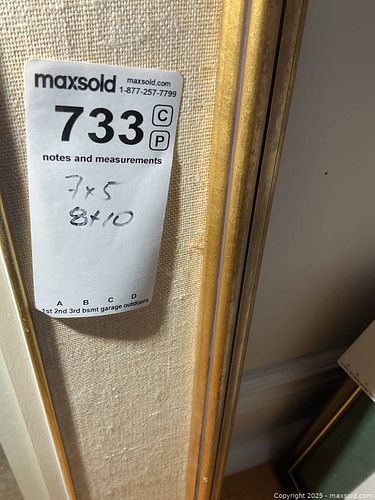 maxsold maxsold.com
1-877-257-7799
733 C
P
notes and measurements
7x5
8x10
A B C D
1st 2nd 3rd bsmt garage outdoors
Copyright 2025 - maxsold.com